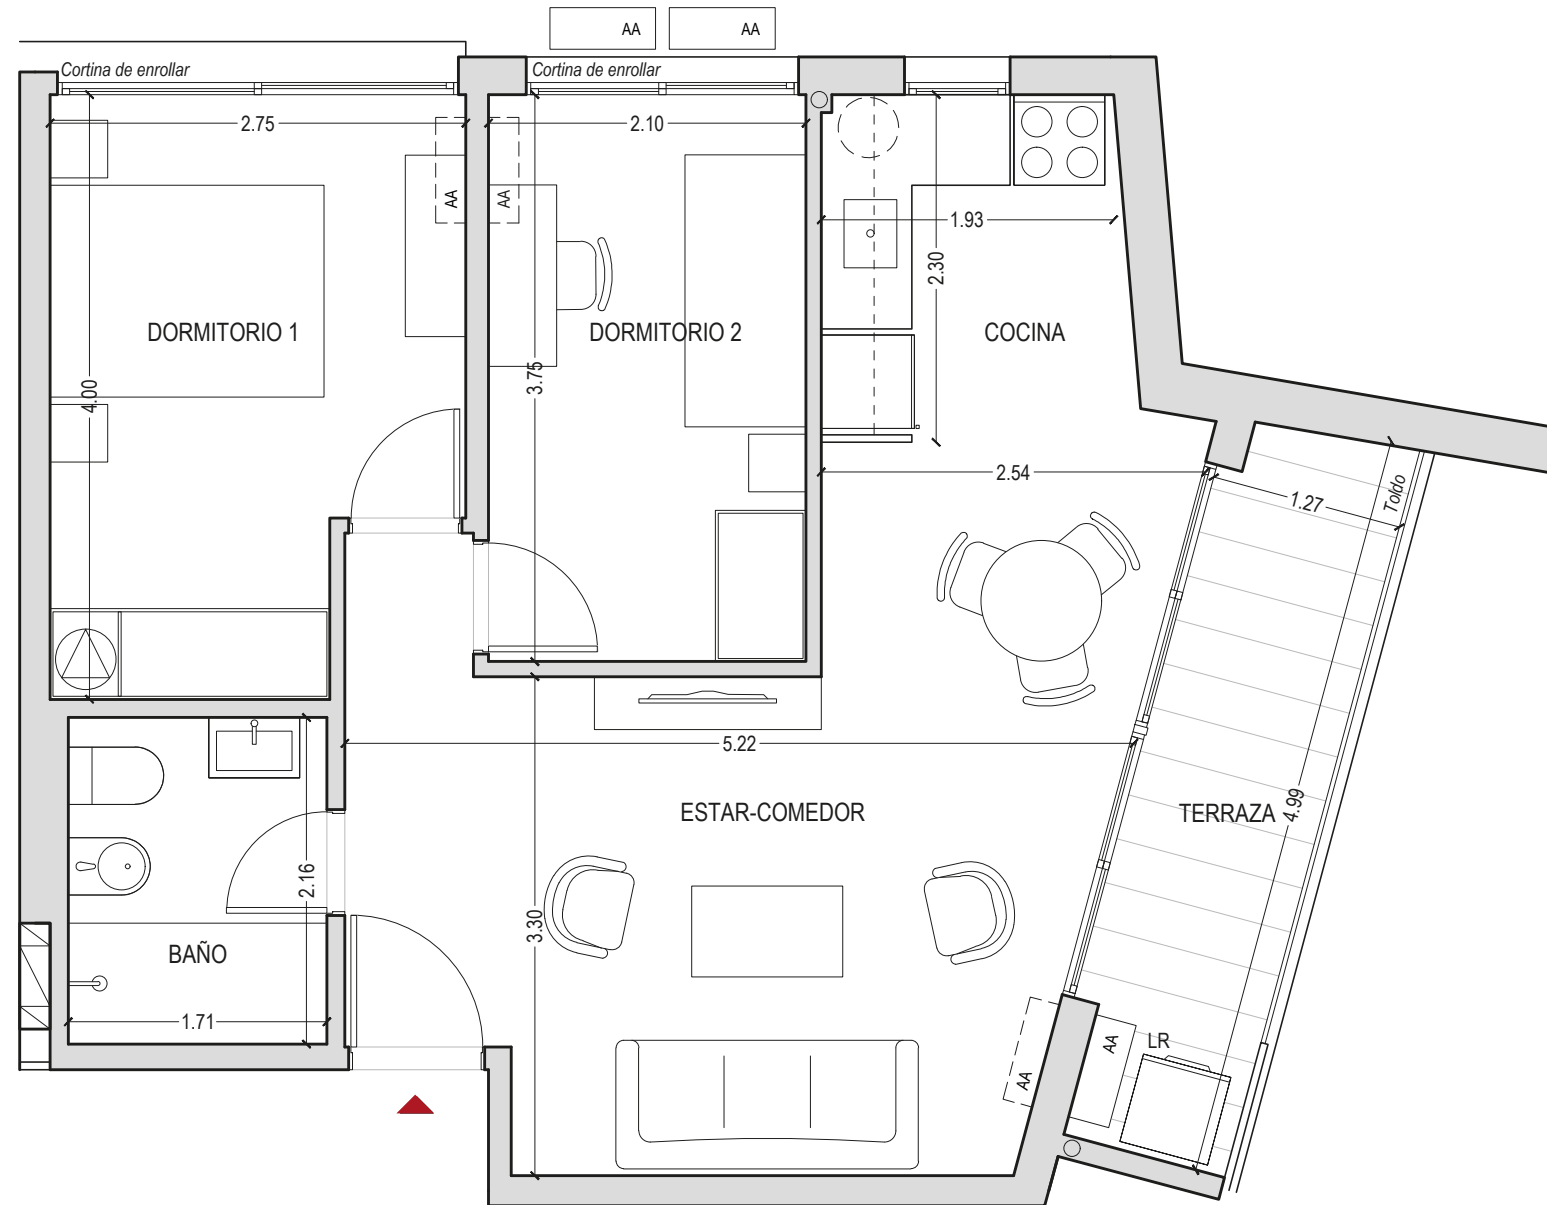 AA
AA
Cortina de enrollar
Cortina de enrollar
2.75
2.10
AA
AA
1.93
2.30
DORMITORIO 1
DORMITORIO 2
COCINA
4.00
3.75
2.54
1.27
Toldo
5.22
ESTAR-COMEDOR
TERRAZA
4.99
2.16
3.30
BAÑO
1.71
AA
AA
LR